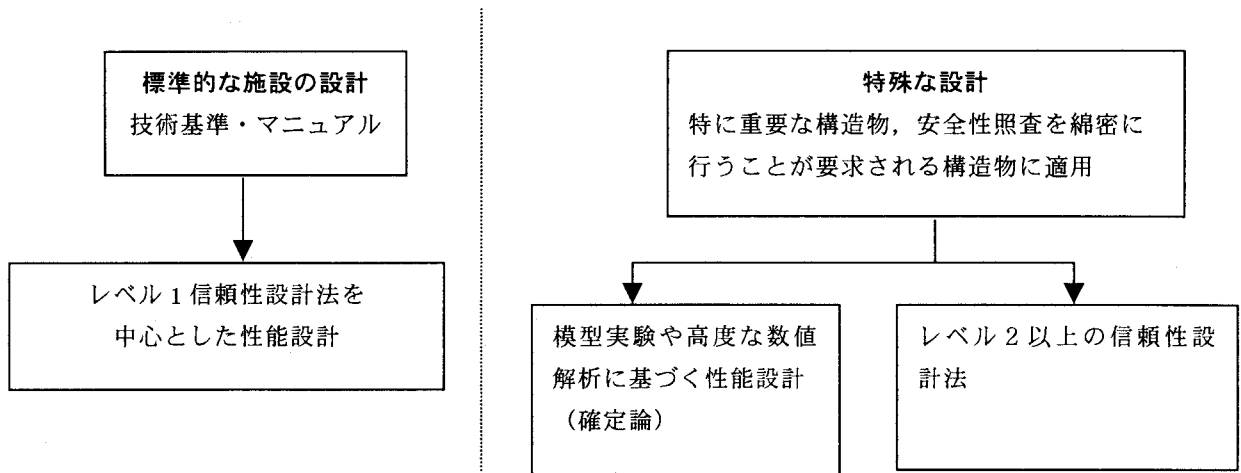 標準的な施設の設計
技術基準・マニュアル
レベル1信頼性設計法を
中心とした性能設計
特殊な設計
特に重要な構造物，安全性照査を綿密に
行うことが要求される構造物に適用
模型実験や高度な数値
解析に基づく性能設計
（確定論）
レベル2以上の信頼性設
計法